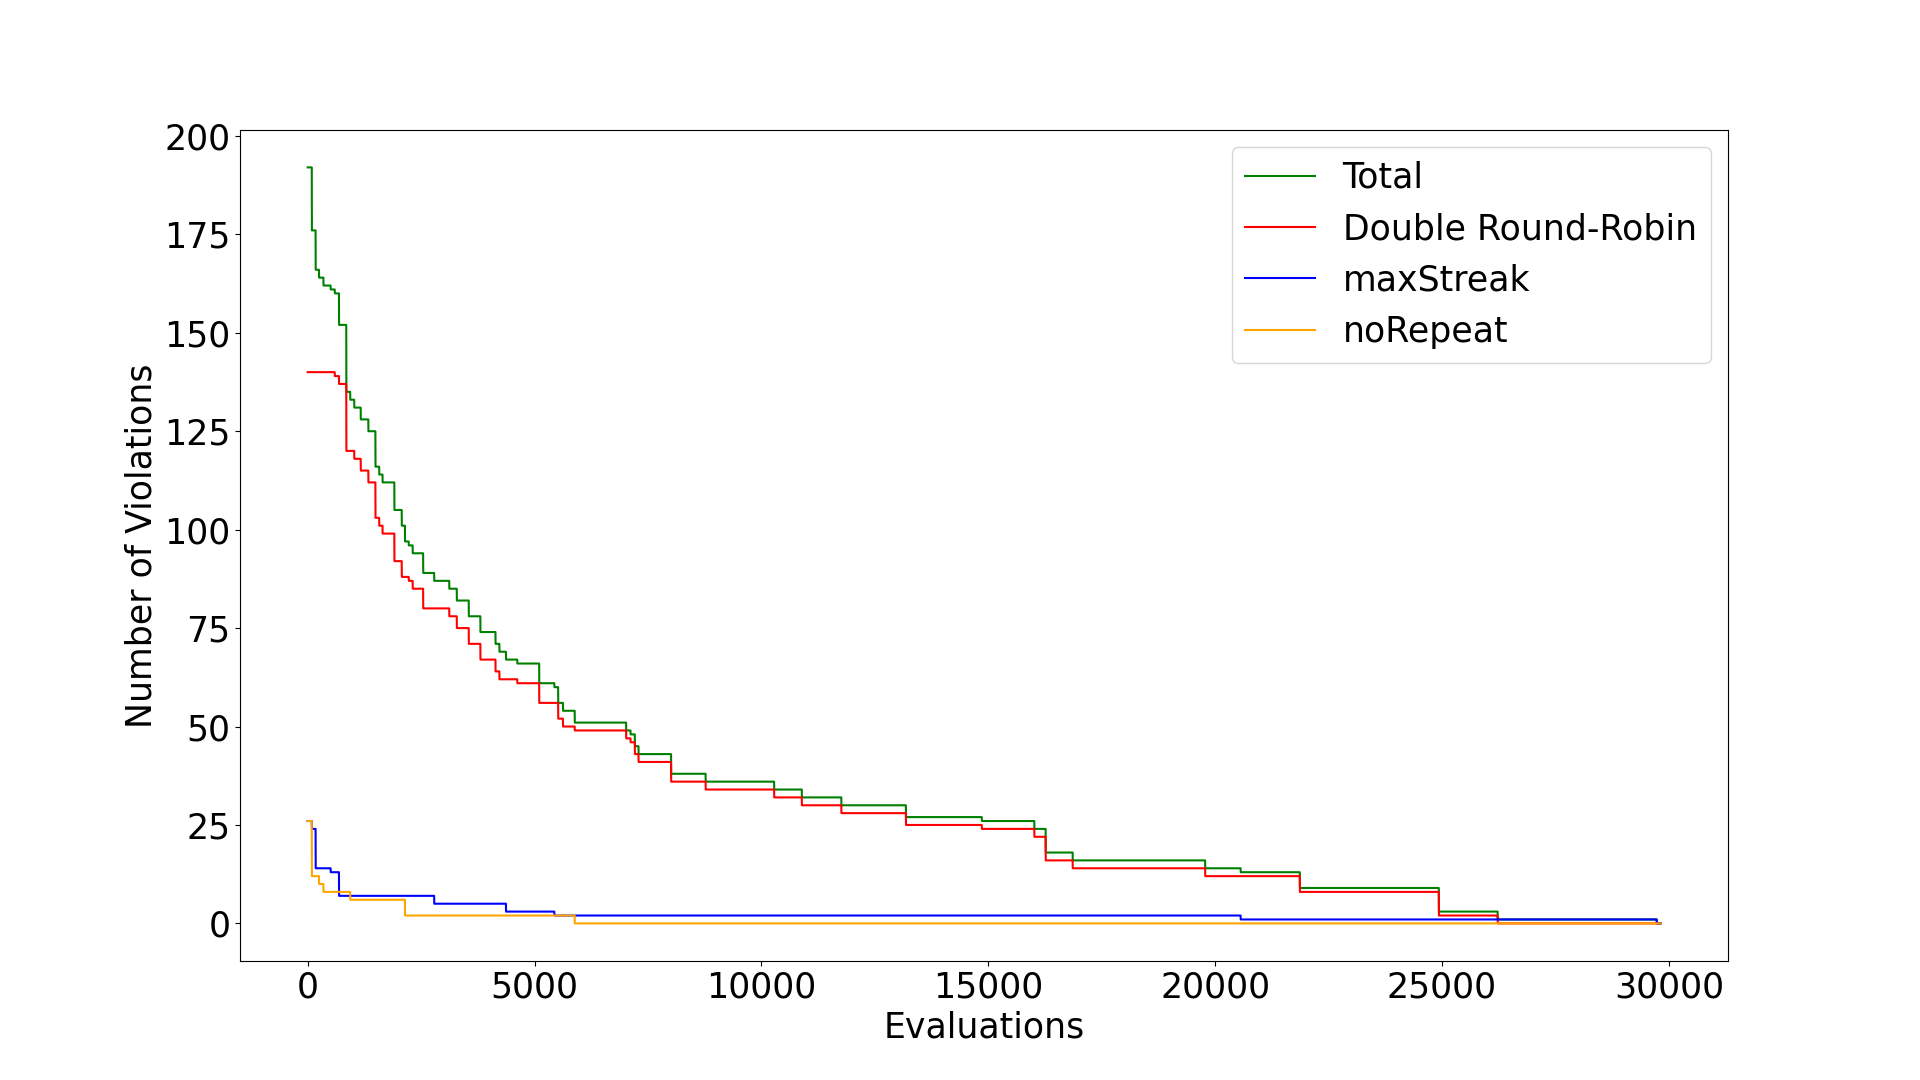 200
175
150
125
100
75
50
25
0
Number of Violations
Total
Double Round-Robin
maxStreak
noRepeat
0 5000 10000 15000 20000 25000 30000
Evaluations